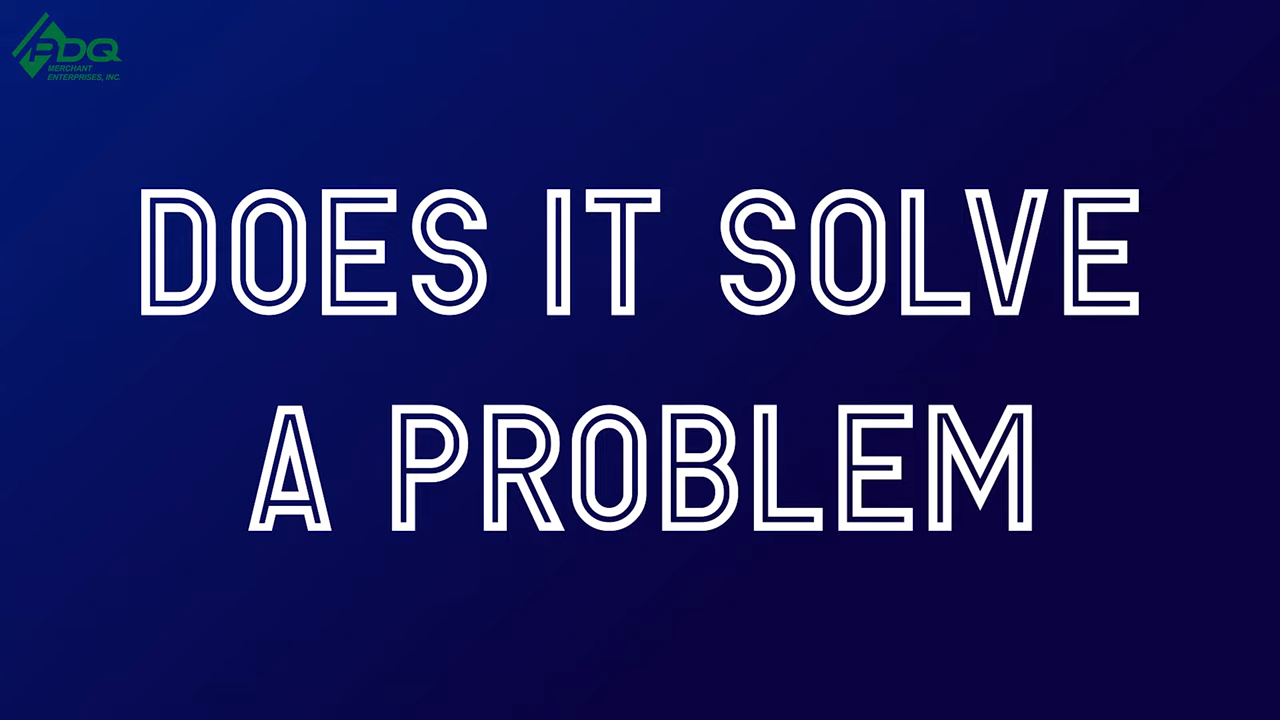 PDQ
MERCHANT
ENTERPRISES, INC.
DOES IT SOLVE
A PROBLEM